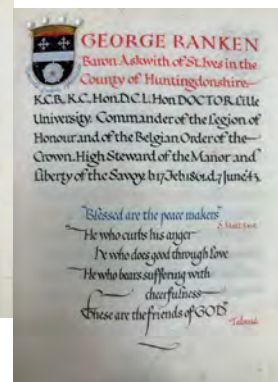 GEORGE RANKEN
Baron Askwith of St. Ives in the
County of Huntingdonshire.
K.C.B., K.C., Hon.D.C.L. Hon DOCTOR. Lille
University. Commander of the Legion of
Honour and of the Belgian Order of the
Crown. High Steward of the Manor and
Liberty of the Savoy. b.17 Feb. 1861. d.7 June 42.
"Blessed are the peace makers"
S. Matt.
He who curbs his anger
he who does good through love
He who bears suffering with
cheerfulness
These are the friends of GOD"
Talmud.